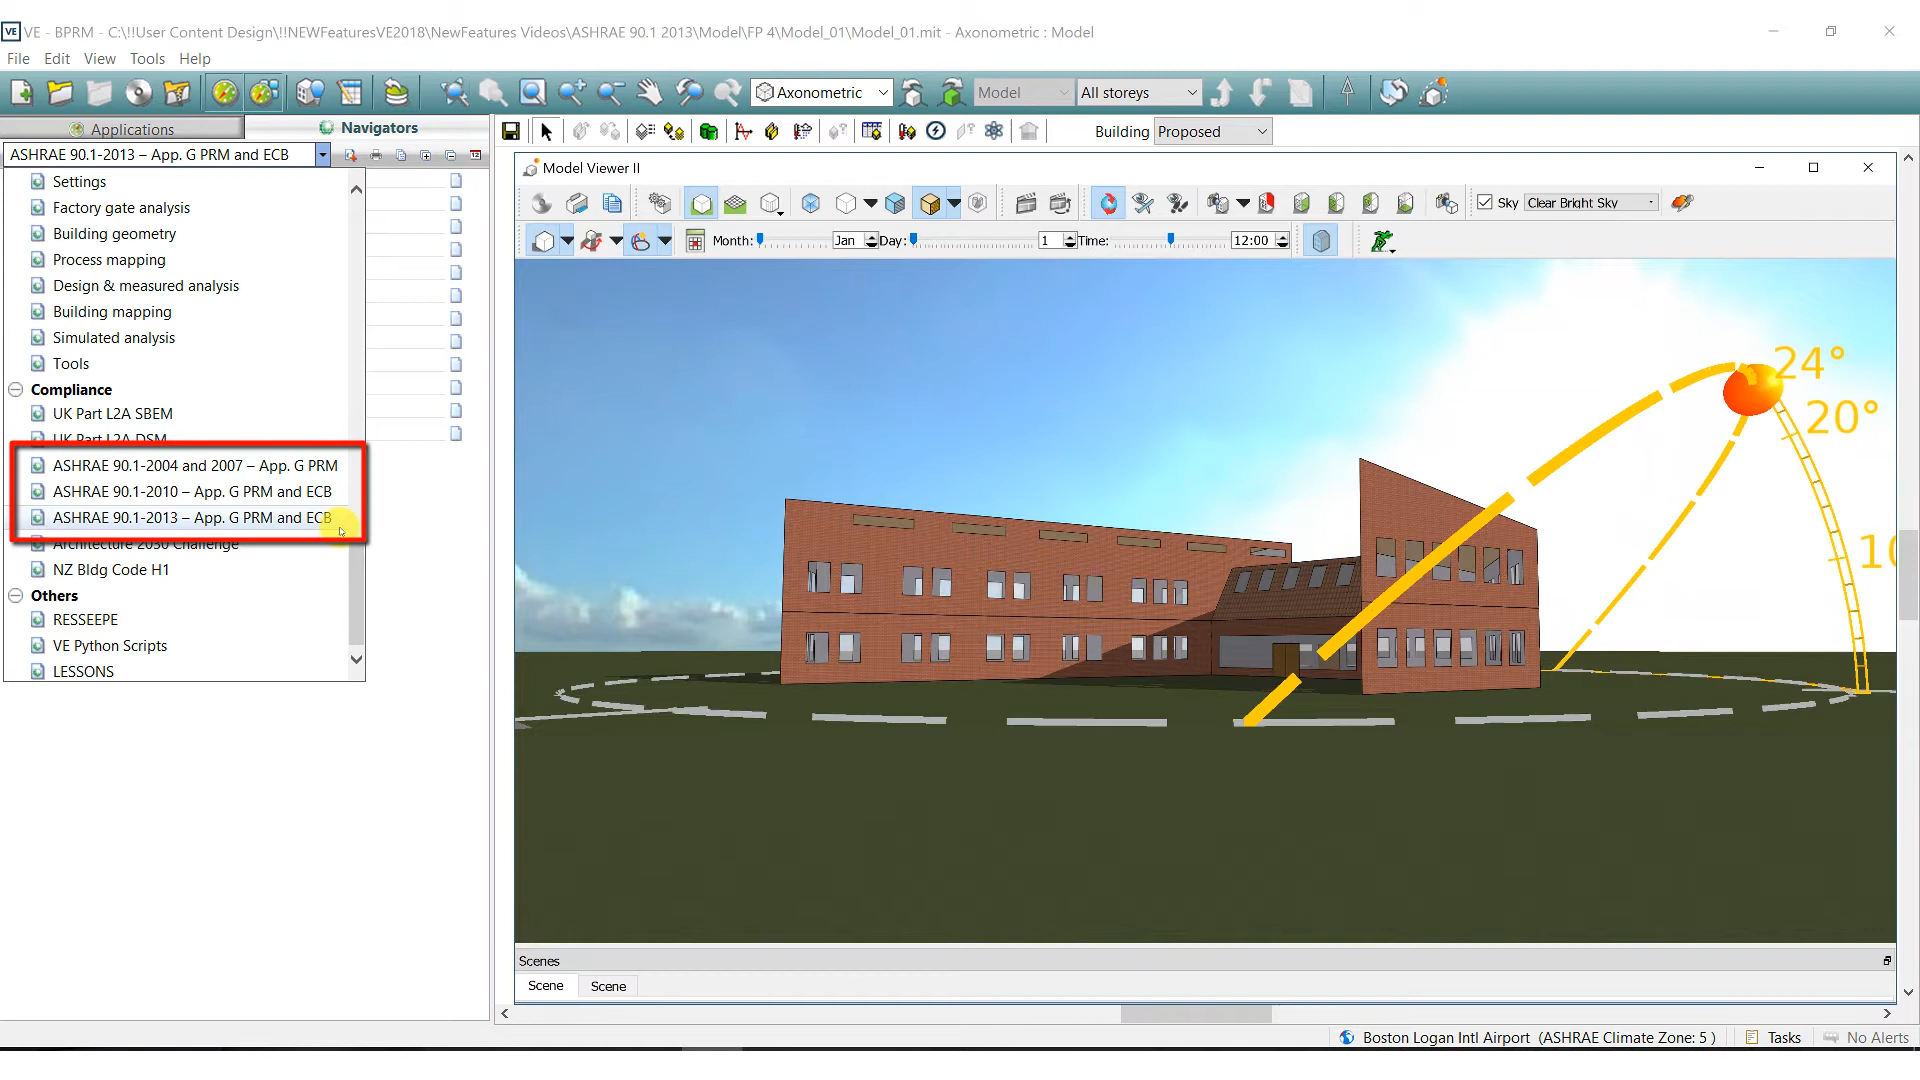 VE VE - BPRM - C:\!!User Content Design\!!NEWFeaturesVE2018\NewFeatures Videos\ASHRAE 90.1 2013\Model\FP 4\Model_01\Model_01.mit - Axonometric : Model
File Edit View Tools Help
Axonometric Model All storeys
Applications Navigators
Building Proposed
ASHRAE 90.1-2013 – App. G PRM and ECB
12
Settings
Factory gate analysis
Building geometry
Process mapping
Design & measured analysis
Building mapping
Simulated analysis
Tools
Compliance
UK Part L2A SBEM
UK Part L2A DSM
ASHRAE 90.1-2004 and 2007 – App. G PRM
ASHRAE 90.1-2010 – App. G PRM and ECB
ASHRAE 90.1-2013 – App. G PRM and ECB
Architecture 2030 Challenge
NZ Bldg Code H1
Others
RESSEEPE
VE Python Scripts
LESSONS
Model Viewer II
Sky Clear Bright Sky
Month: Jan Day: 1 Time: 12:00
24°
20°
10
Scenes
Scene Scene
Boston Logan Intl Airport (ASHRAE Climate Zone: 5 ) Tasks No Alerts